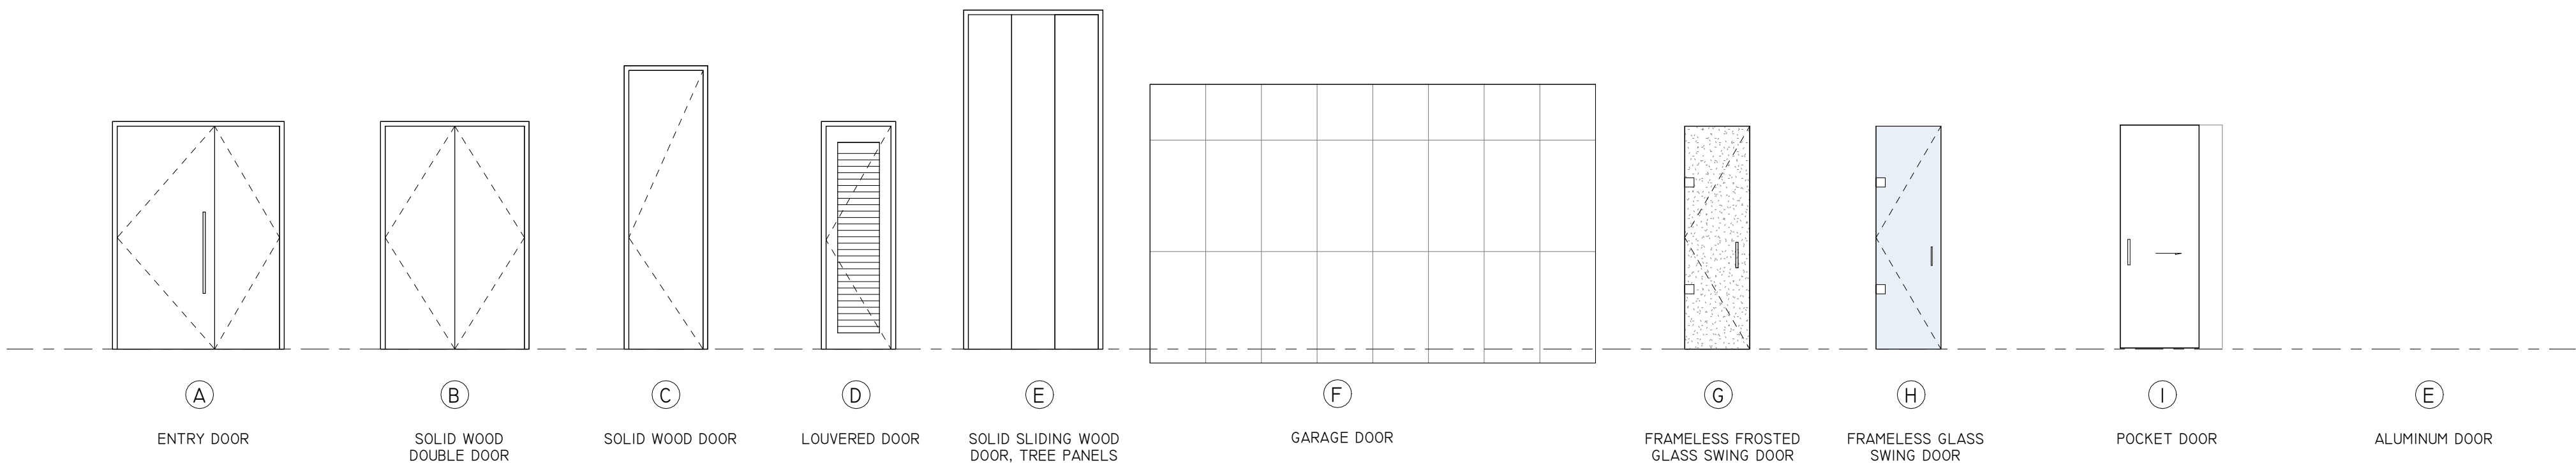 A
ENTRY DOOR
B
SOLID WOOD
DOUBLE DOOR
C
SOLID WOOD DOOR
D
LOUVERED DOOR
E
SOLID SLIDING WOOD
DOOR, TREE PANELS
F
GARAGE DOOR
G
FRAMELESS FROSTED
GLASS SWING DOOR
H
FRAMELESS GLASS
SWING DOOR
I
POCKET DOOR
E
ALUMINUM DOOR